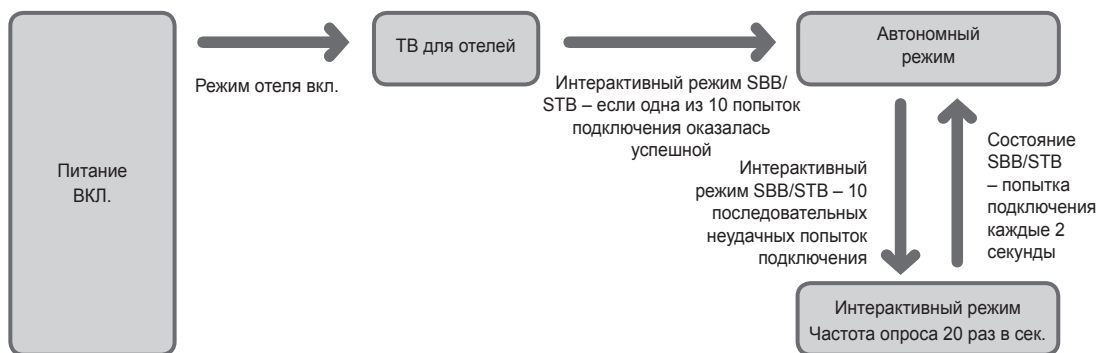 Питание
ВКЛ.
Режим отеля вкл.
ТВ для отелей
Интерактивный режим SBB/
STB – если одна из 10 попыток
подключения оказалась
успешной
Автономный
режим
Интерактивный
режим SBB/STB – 10
последовательных
неудачных попыток
подключения
Состояние
SBB/STB
– попытка
подключения
каждые 2
секунды
Интерактивный режим
Частота опроса 20 раз в сек.